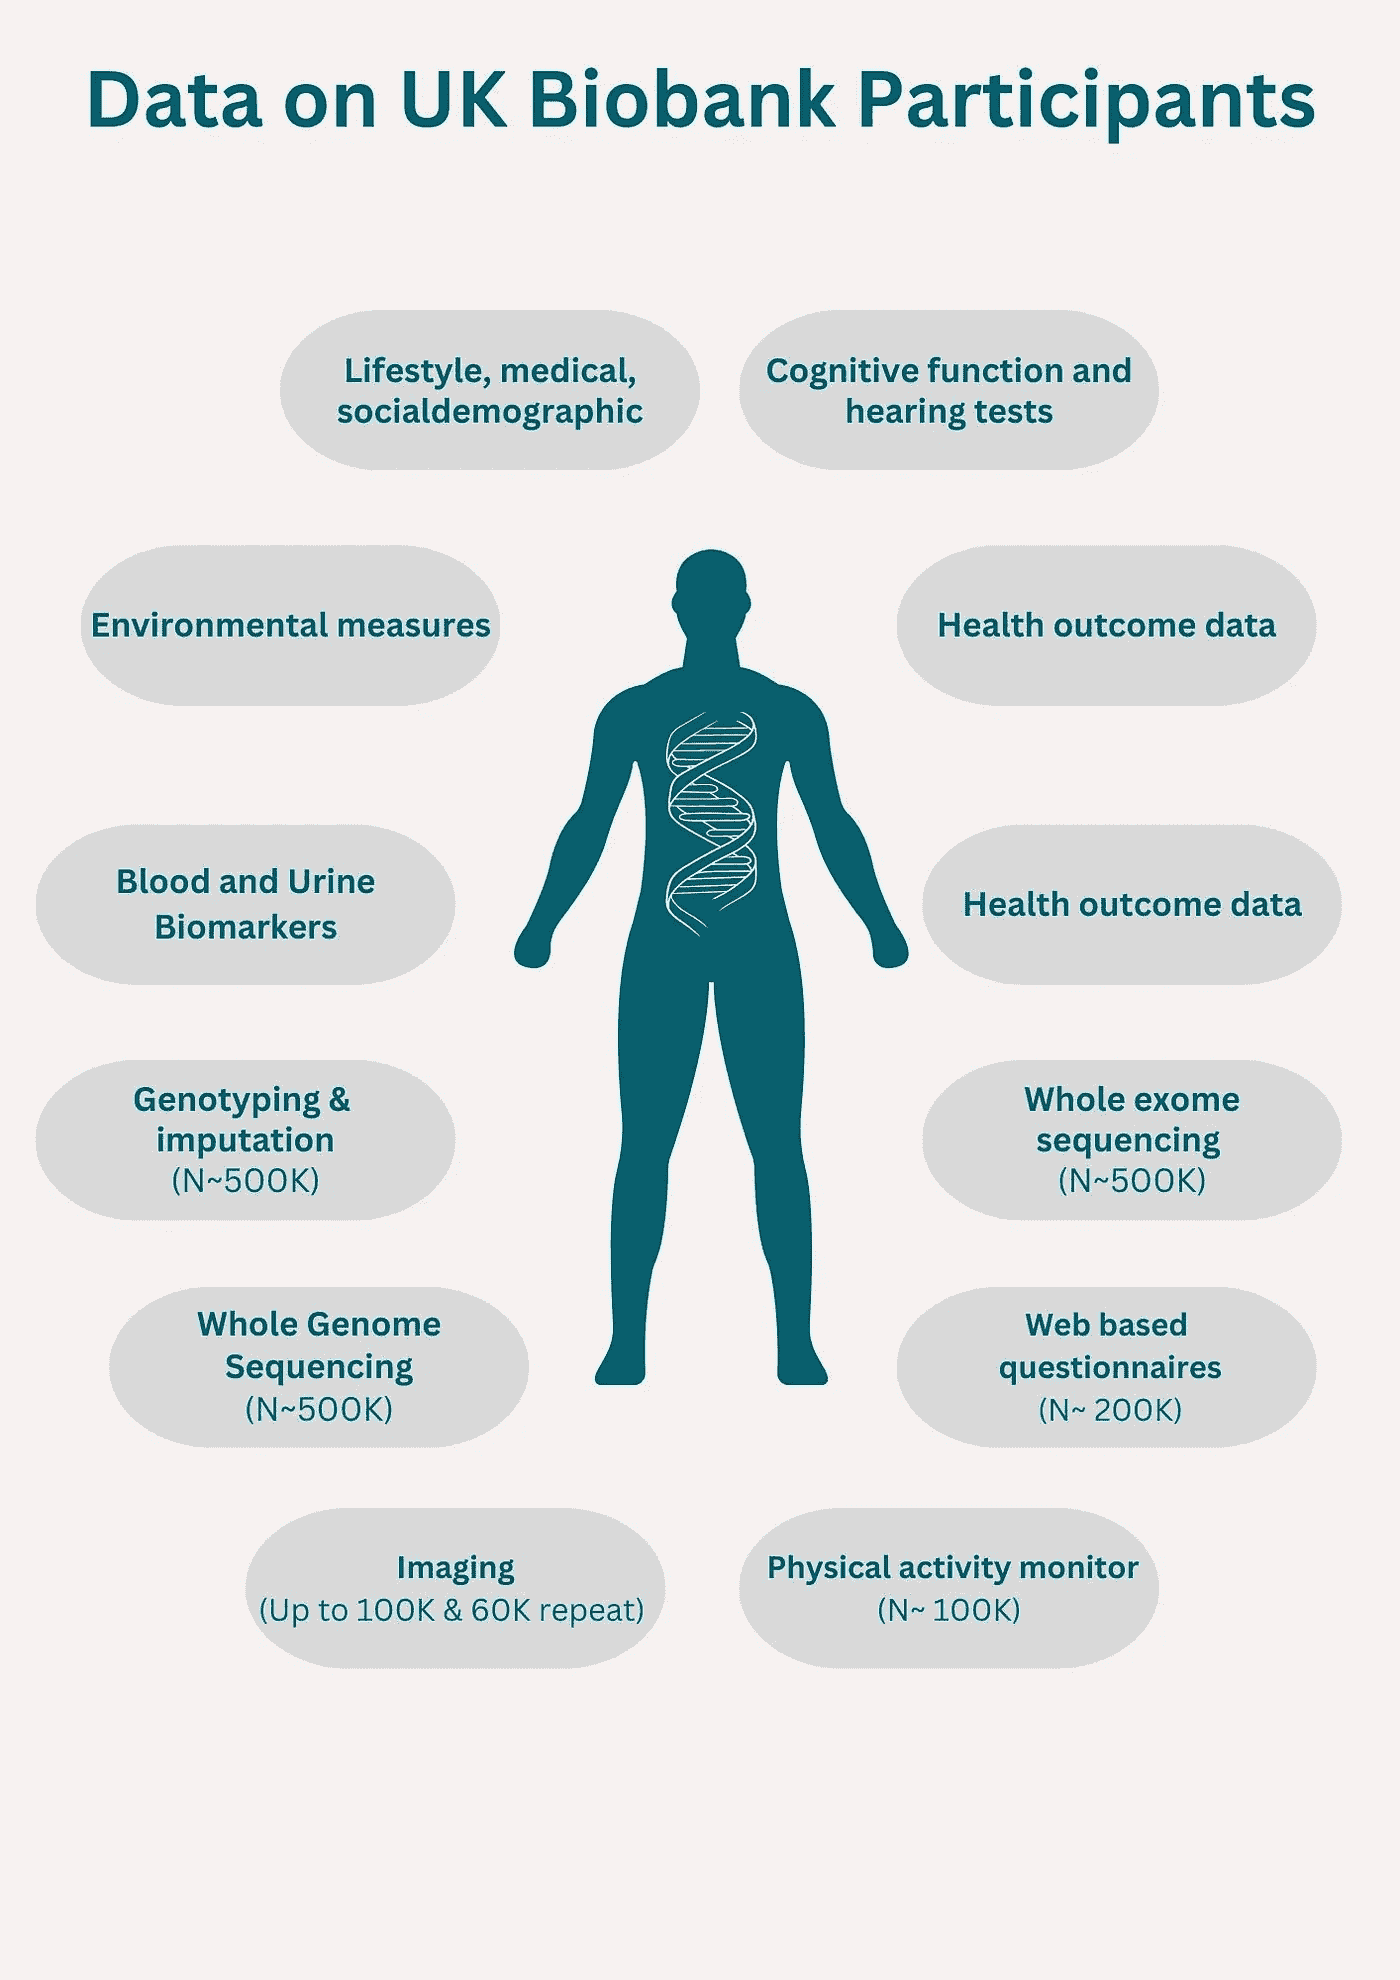 Data on UK Biobank Participants
Lifestyle, medical,
socialdemographic
Cognitive function and
hearing tests
Environmental measures
Health outcome data
Blood and Urine
Biomarkers
Health outcome data
Genotyping &
imputation
(N~500K)
Whole exome
sequencing
(N~500K)
Whole Genome
Sequencing
(N~500K)
Web based
questionnaires
(N~ 200K)
Imaging
(Up to 100K & 60K repeat)
Physical activity monitor
(N~ 100K)